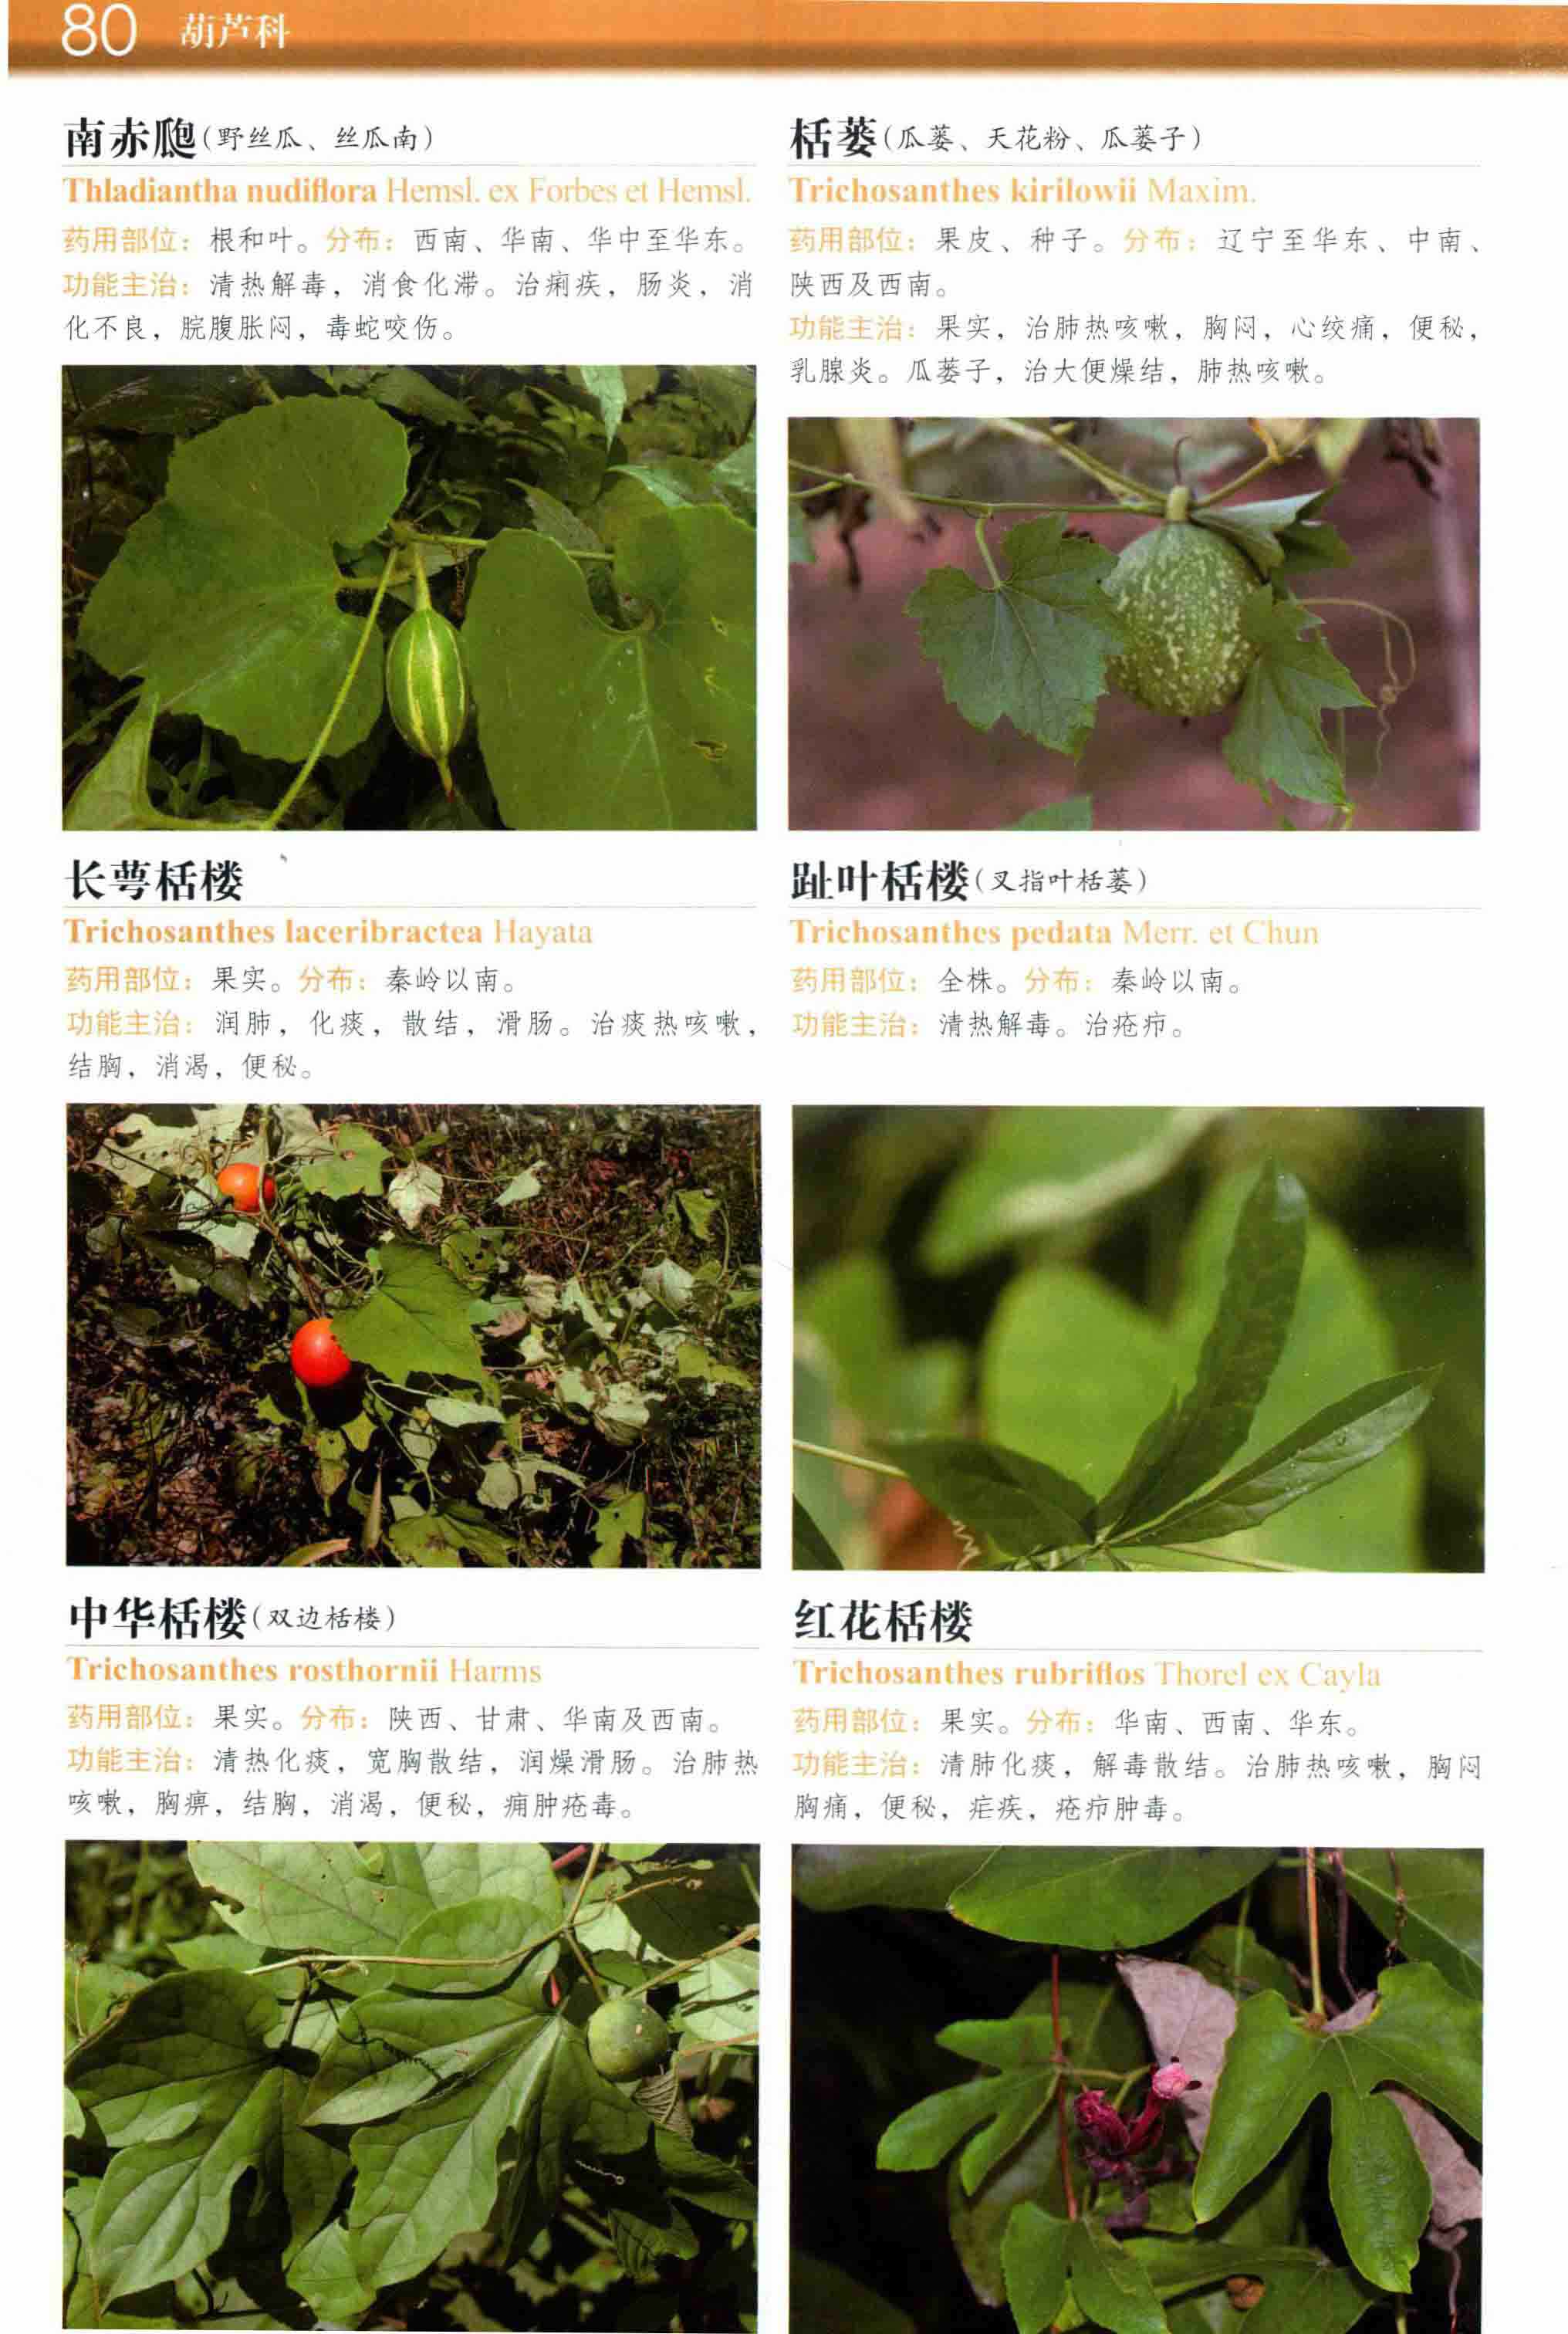 80 葫芦科
南赤瓟(野丝瓜、丝瓜南)
Thladiantha nudiflora Hemsl. ex Forbes et Hemsl.
药用部位：根和叶。分布：西南、华南、华中至华东。
功能主治：清热解毒，消食化滞。治痢疾，肠炎，消
化不良，脘腹胀闷，毒蛇咬伤。
栝蒌(瓜蒌、天花粉、瓜蒌子)
Trichosanthes kirilowii Maxim.
药用部位：果皮、种子。分布：辽宁至华东、中南、
陕西及西南。
功能主治：果实，治肺热咳嗽，胸闷，心绞痛，便秘，
乳腺炎。瓜蒌子，治大便燥结，肺热咳嗽。
长萼栝楼
Trichosanthes laceribractea Hayata
药用部位：果实。分布：秦岭以南。
功能主治：润肺，化痰，散结，滑肠。治痰热咳嗽，
结胸，消渴，便秘。
趾叶栝楼(叉指叶栝蒌)
Trichosanthes pedata Merr. et Chun
药用部位：全株。分布：秦岭以南。
功能主治：清热解毒。治疮疖。
中华栝楼(双边栝楼)
Trichosanthes rosthornii Harms
药用部位：果实。分布：陕西、甘肃、华南及西南。
功能主治：清热化痰，宽胸散结，润燥滑肠。治肺热
咳嗽，胸痹，结胸，消渴，便秘，痈肿疮毒。
红花栝楼
Trichosanthes rubriflos Thorel ex Cayla
药用部位：果实。分布：华南、西南、华东。
功能主治：清肺化痰，解毒散结。治肺热咳嗽，胸闷
胸痛，便秘，疟疾，疮疖肿毒。